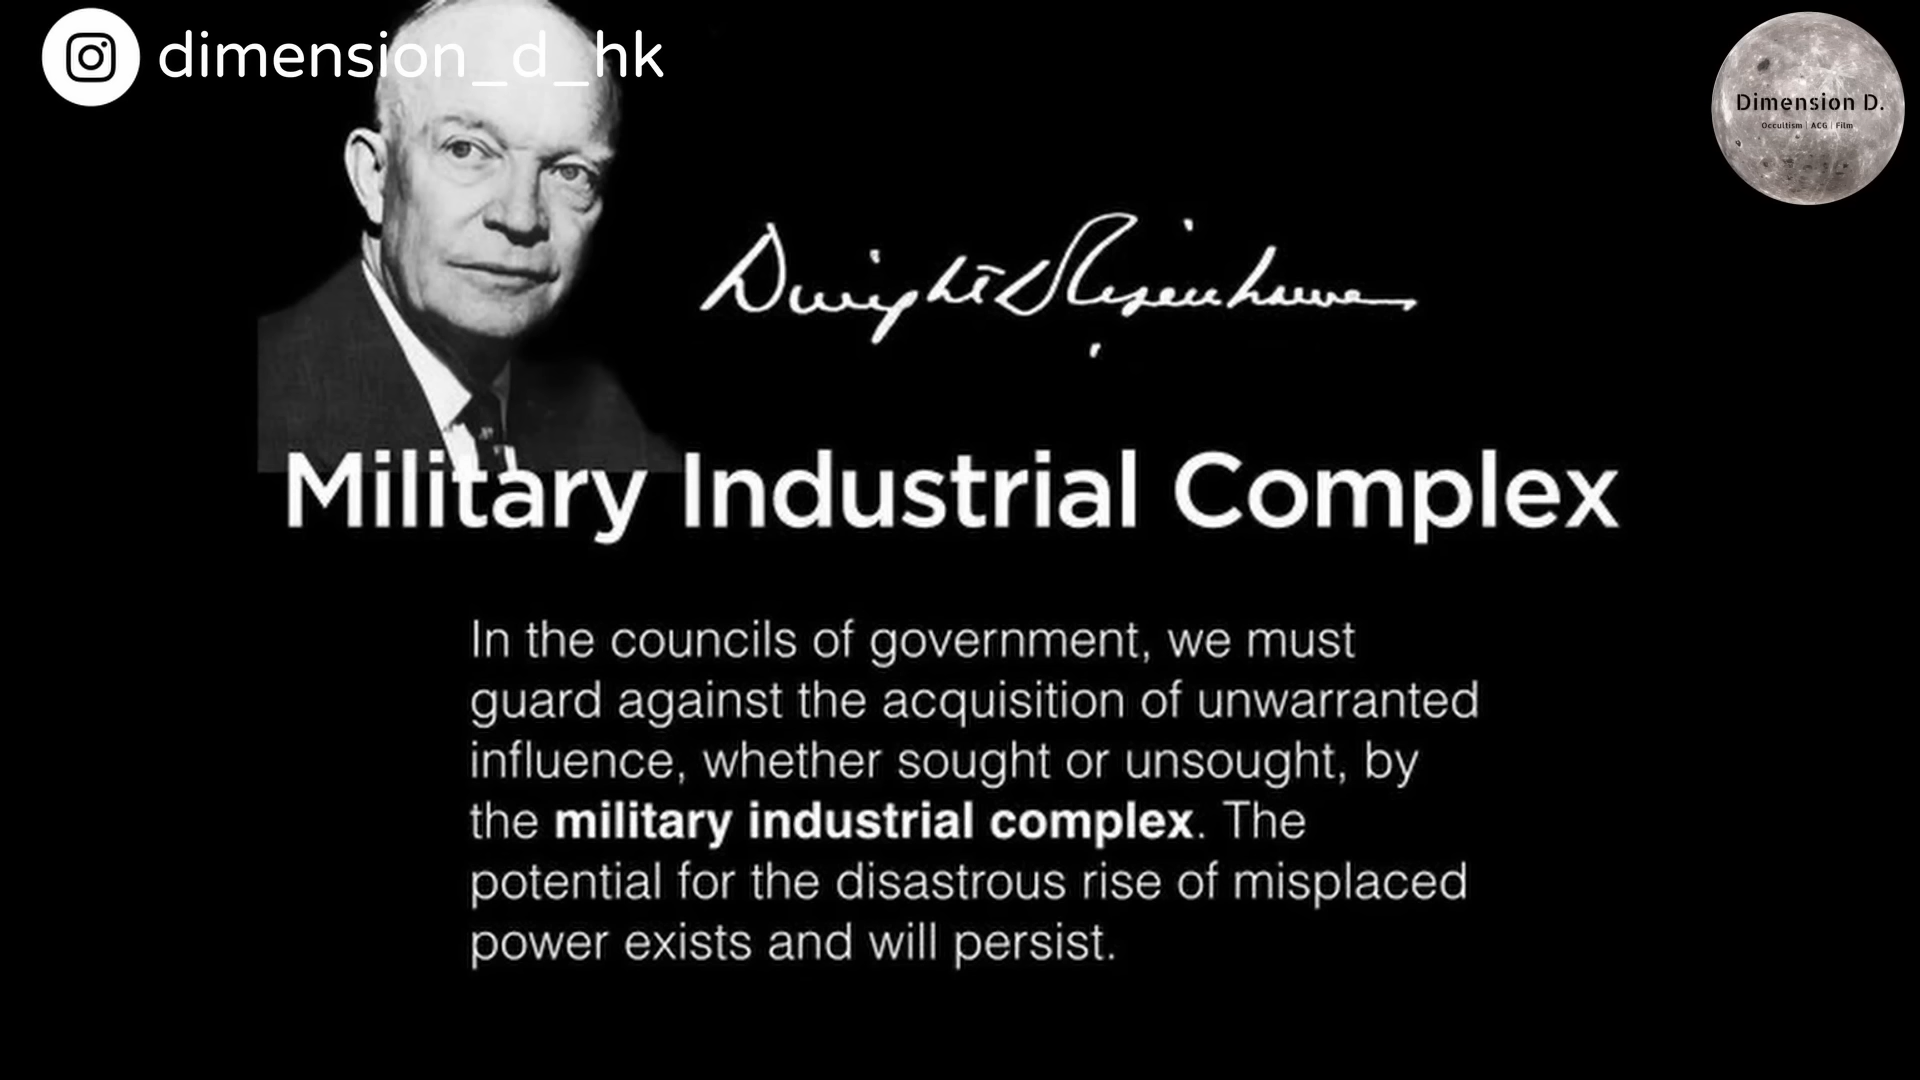 dimension_d_hk
Dimension D.
Occultism | ACG | Film
Dwight D Eisenhower
Military Industrial Complex
In the councils of government, we must
guard against the acquisition of unwarranted
influence, whether sought or unsought, by
the military industrial complex. The
potential for the disastrous rise of misplaced
power exists and will persist.